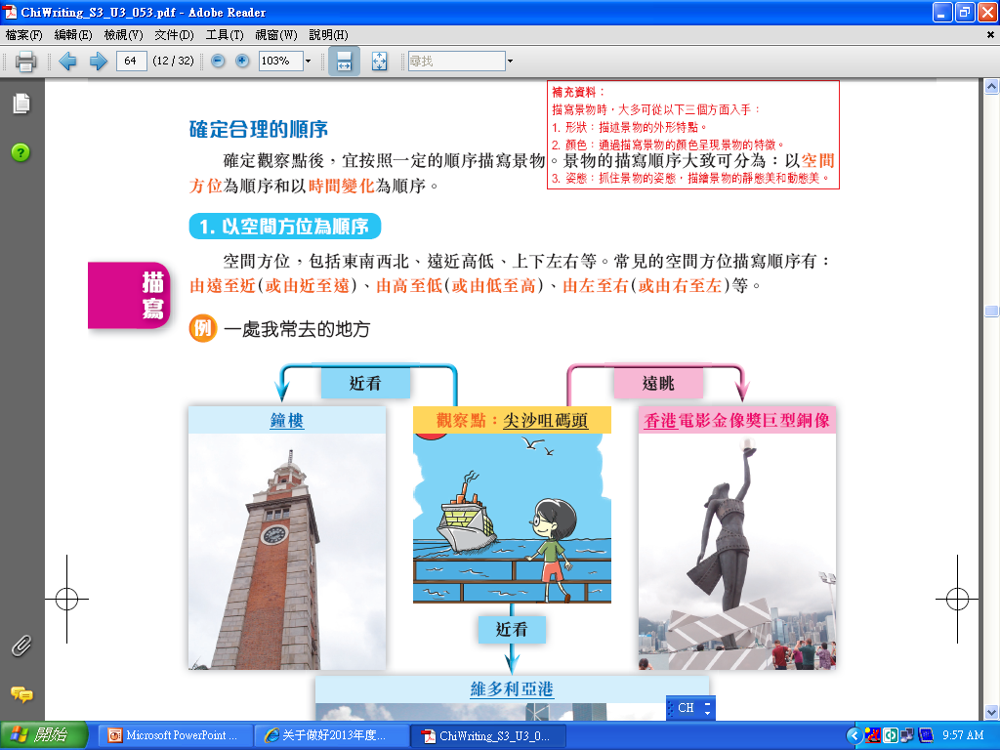 ChiWriting_S3_U3_053.pdf - Adobe Reader
檔案(F) 編輯(E) 檢視(V) 文件(D) 工具(T) 視窗(W) 說明(H)
64 (12 / 32) 103% 尋找
補充資料：
描寫景物時，大多可從以下三個方面入手：
1. 形狀：描述景物的外形特點。
2. 顏色：通過描寫景物的顏色呈現景物的特徵。
3. 姿態：抓住景物的姿態，描繪景物的靜態美和動態美。
確定合理的順序
確定觀察點後，宜按照一定的順序描寫景物。景物的描寫順序大致可分為：以空間
方位為順序和以時間變化為順序。
1. 以空間方位為順序
空間方位，包括東南西北、遠近高低、上下左右等。常見的空間方位描寫順序有：
由遠至近(或由近至遠)、由高至低(或由低至高)、由左至右(或由右至左)等。
描寫
例 一處我常去的地方
近看 遠眺
鐘樓 觀察點：尖沙咀碼頭 香港電影金像獎巨型銅像
近看
維多利亞港
CH
開始 Microsoft PowerPoint ... 关于做好2013年度... ChiWriting_S3_U3_0... 9:57 AM